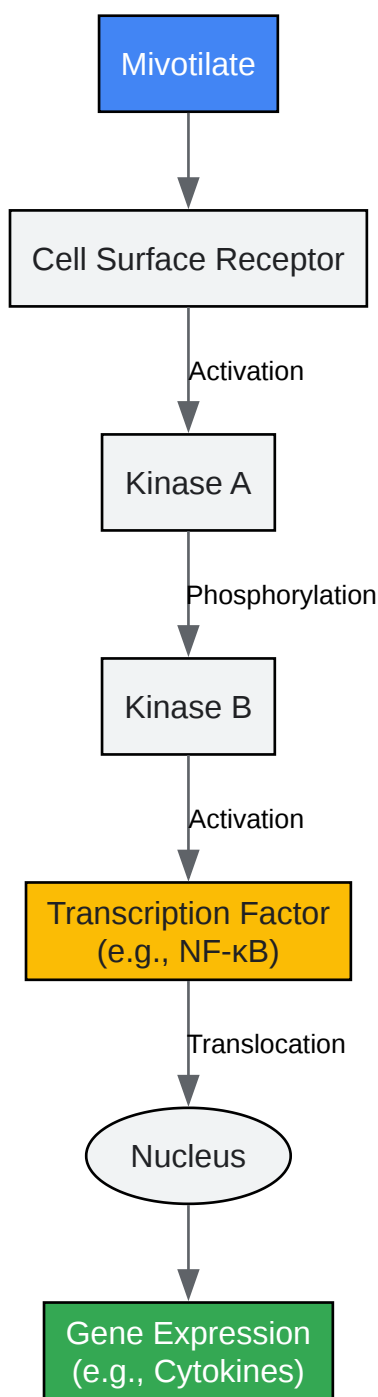 Mivotilate
Cell Surface Receptor
Activation
Kinase A
Phosphorylation
Kinase B
Activation
Transcription Factor
(e.g., NF-κB)
Translocation
Nucleus
Gene Expression
(e.g., Cytokines)